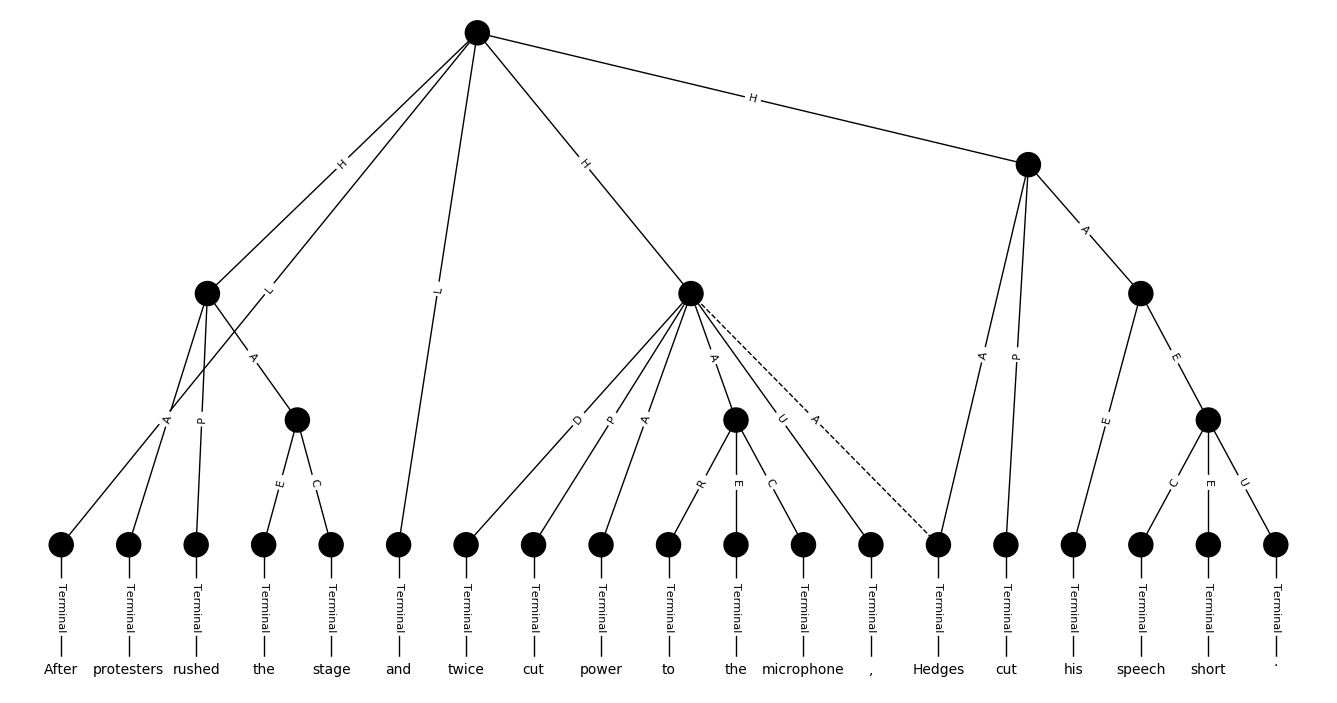 H
H
H
A
L
L
A
A
E
A
P
P
A
A
P
D
P
A
U
A
E
E
C
R
E
C
C
E
U
Terminal Terminal Terminal Terminal Terminal Terminal Terminal Terminal Terminal Terminal Terminal Terminal Terminal Terminal Terminal Terminal Terminal Terminal Terminal
After protesters rushed the stage and twice cut power to the microphone , Hedges cut his speech short .